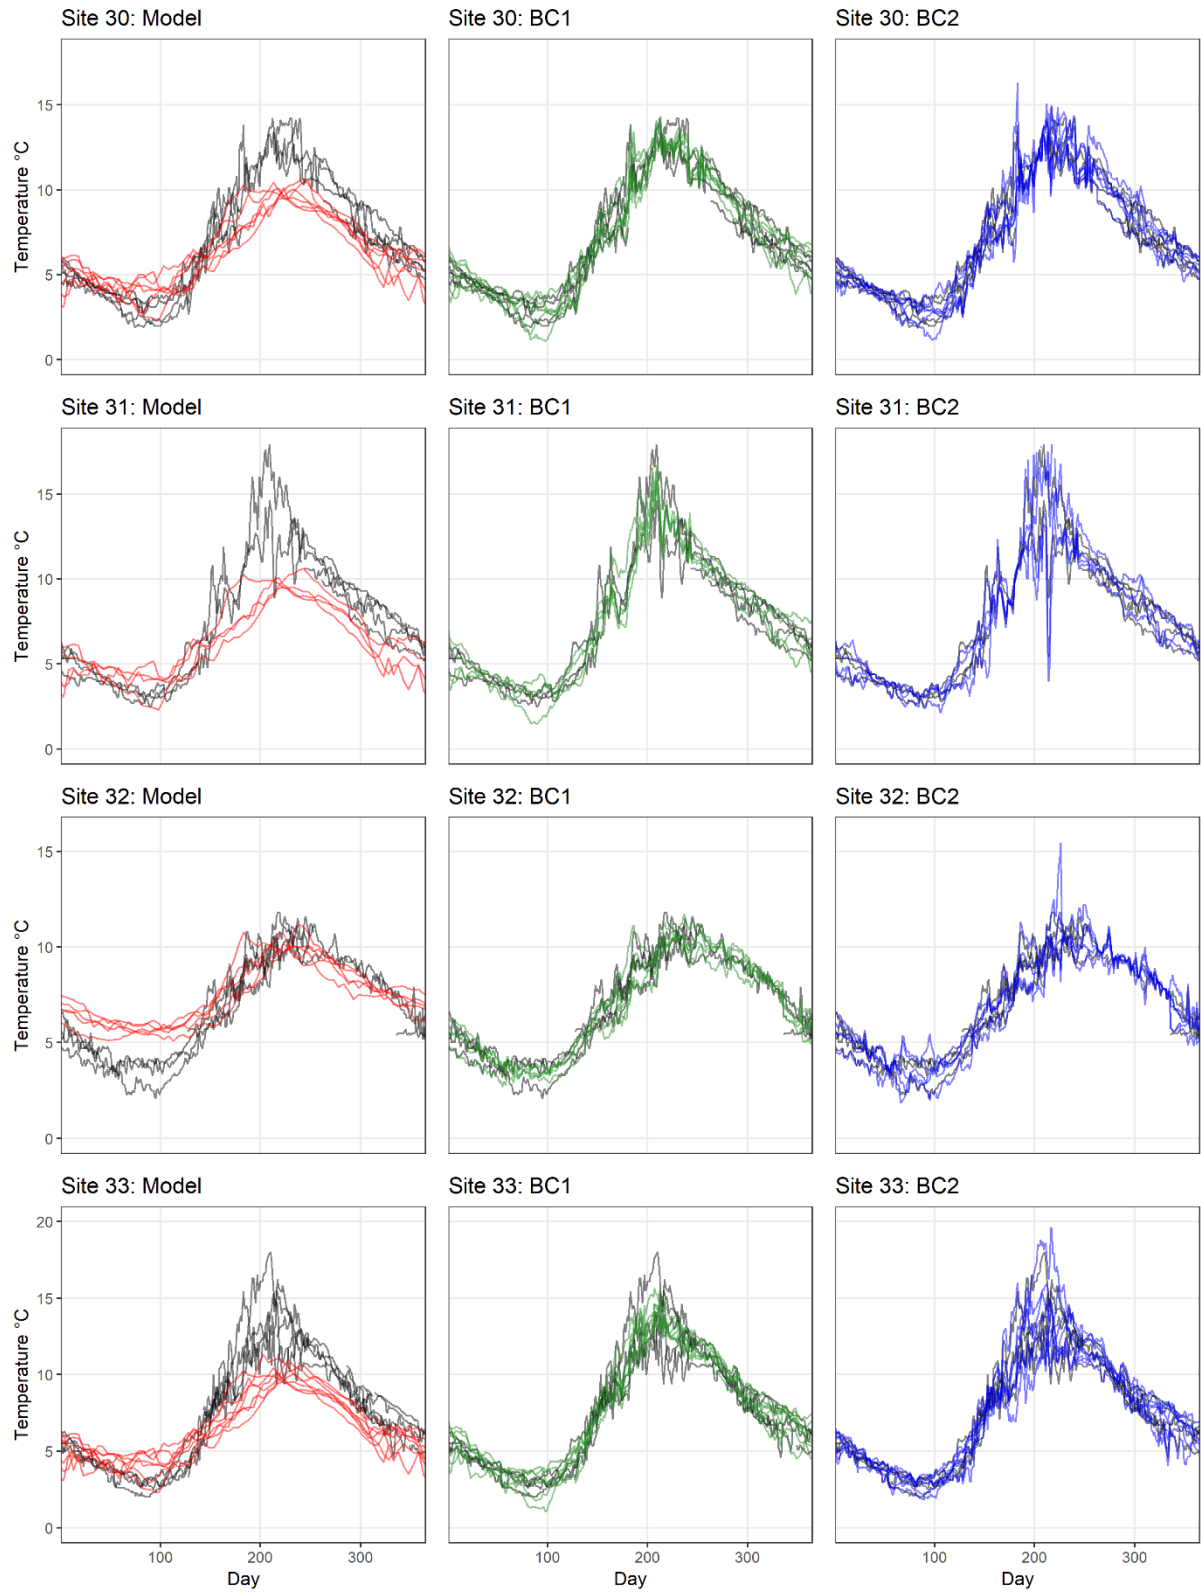 Site 30: Model Site 30: BC1 Site 30: BC2
15
10
5
0
Temperature °C
Site 31: Model Site 31: BC1 Site 31: BC2
15
10
5
0
Temperature °C
Site 32: Model Site 32: BC1 Site 32: BC2
15
10
5
0
Temperature °C
Site 33: Model Site 33: BC1 Site 33: BC2
20
15
10
5
0
Temperature °C
100 200 300 100 200 300 100 200 300
Day Day Day